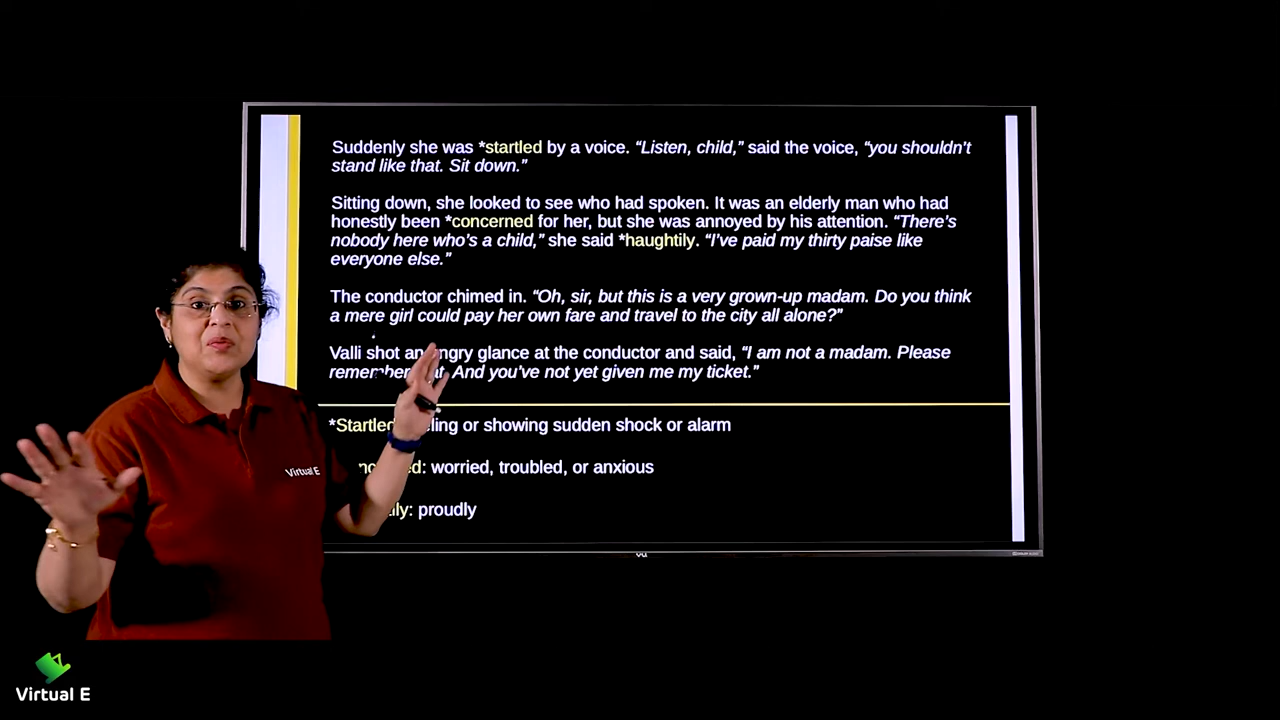 Suddenly she was *startled by a voice. “Listen, child,” said the voice, “you shouldn’t
stand like that. Sit down.”
Sitting down, she looked to see who had spoken. It was an elderly man who had
honestly been *concerned for her, but she was annoyed by his attention. “There’s
nobody here who’s a child,” she said *haughtily. “I’ve paid my thirty paise like
everyone else.”
The conductor chimed in. “Oh, sir, but this is a very grown-up madam. Do you think
a mere girl could pay her own fare and travel to the city all alone?”
Valli shot an angry glance at the conductor and said, “I am not a madam. Please
remember that. And you’ve not yet given me my ticket.”
*Startled: feeling or showing sudden shock or alarm
worried, troubled, or anxious
proudly
Virtual E
Virtual E